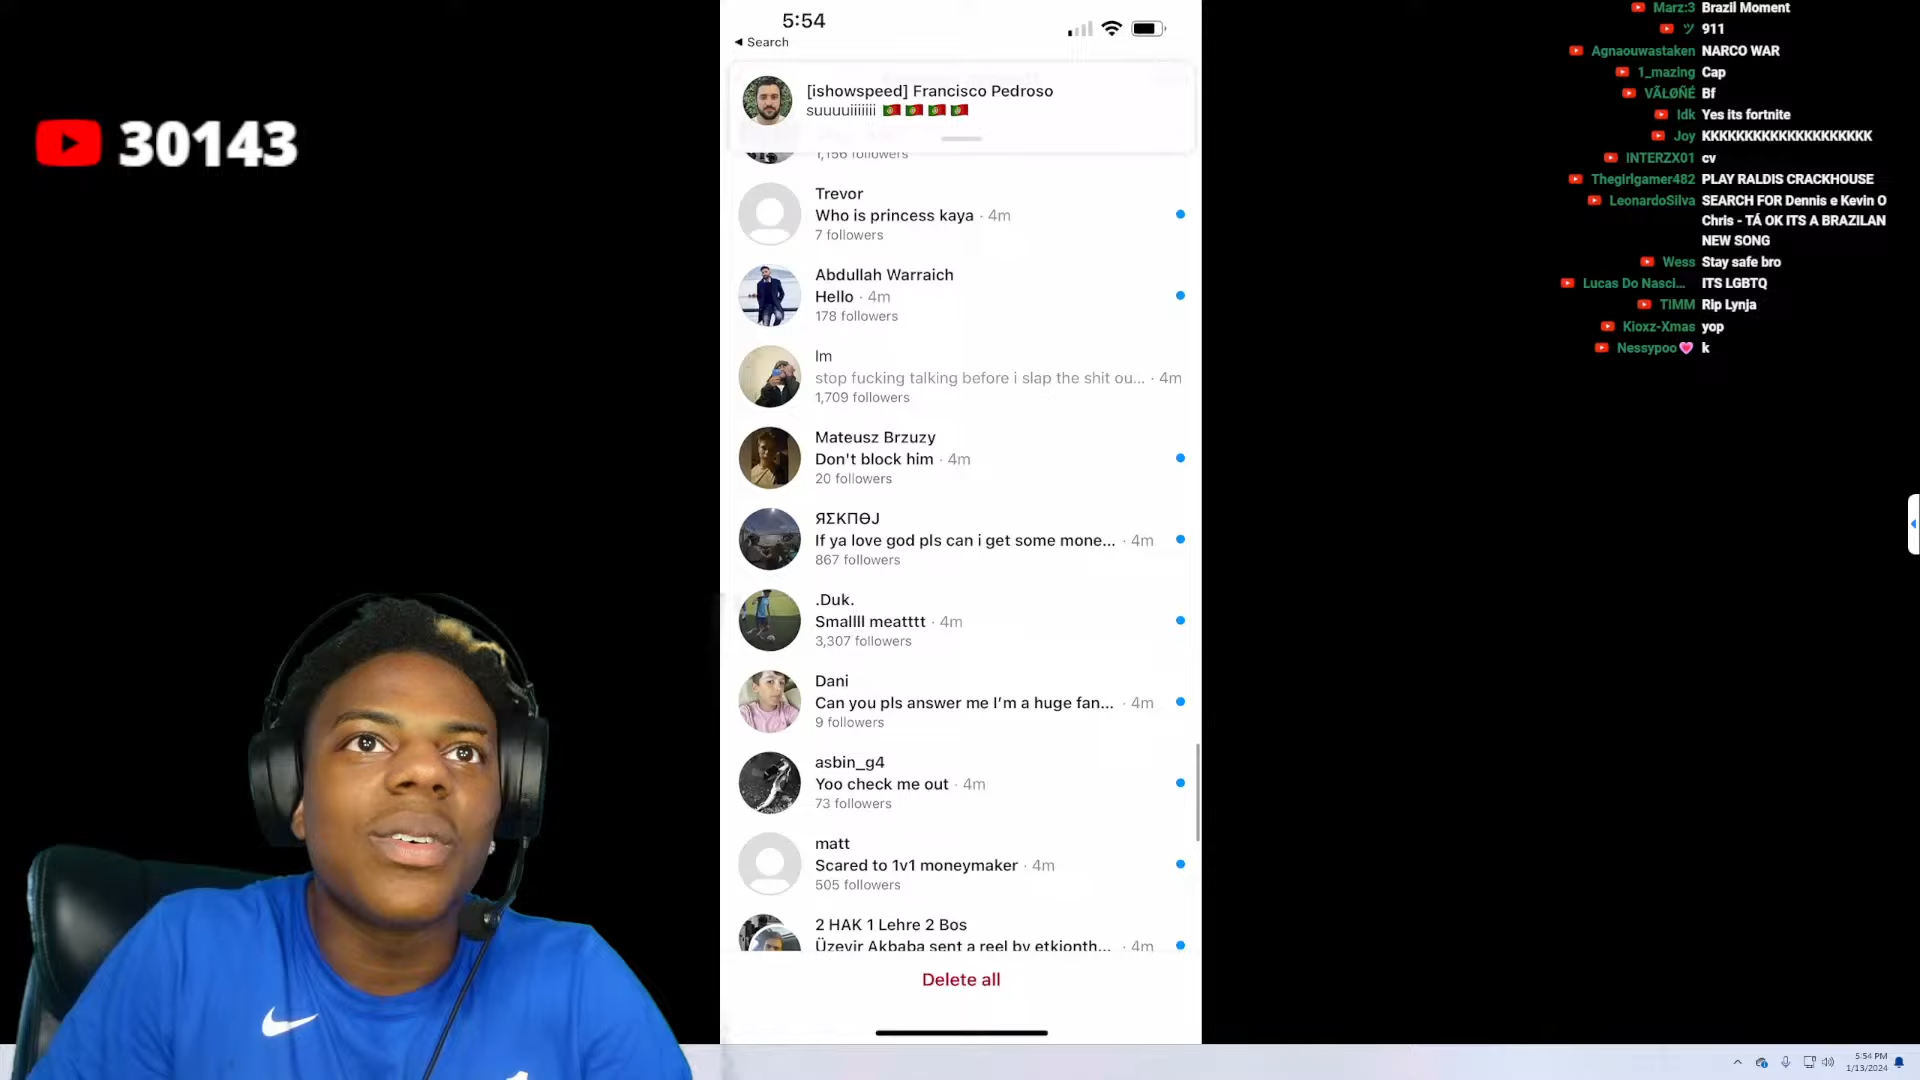 30143
5:54
Search
[ishowspeed] Francisco Pedroso
suuuuiiiiiii 🇵🇹 🇵🇹 🇵🇹 🇵🇹
1,156 followers
Trevor
Who is princess kaya · 4m
7 followers
Abdullah Warraich
Hello · 4m
178 followers
Im
stop fucking talking before i slap the shit ou... · 4m
1,709 followers
Mateusz Brzuzy
Don't block him · 4m
20 followers
ЯΣKПӨJ
If ya love god pls can i get some mone... · 4m
867 followers
.Duk.
Smallll meatttt · 4m
3,307 followers
Dani
Can you pls answer me I'm a huge fan... · 4m
9 followers
asbin_g4
Yoo check me out · 4m
73 followers
matt
Scared to 1v1 moneymaker · 4m
505 followers
2 HAK 1 Lehre 2 Bos
Üzeyir Akbaba sent a reel by etkionth... · 4m
Delete all
Marz:3 Brazil Moment
ツ 911
Agnaouwastaken NARCO WAR
1_mazing Cap
VÃŁØÑÉ Bf
Idk Yes its fortnite
Joy KKKKKKKKKKKKKKKKKKK
INTERZX01 cv
Thegirlgamer482 PLAY RALDIS CRACKHOUSE
LeonardoSilva SEARCH FOR Dennis e Kevin O
Chris - TÁ OK ITS A BRAZILAN
NEW SONG
Wess Stay safe bro
Lucas Do Nasci... ITS LGBTQ
TIMM Rip Lynja
Kioxz-Xmas yop
Nessypoo💗 k
5:54 PM
1/13/2024